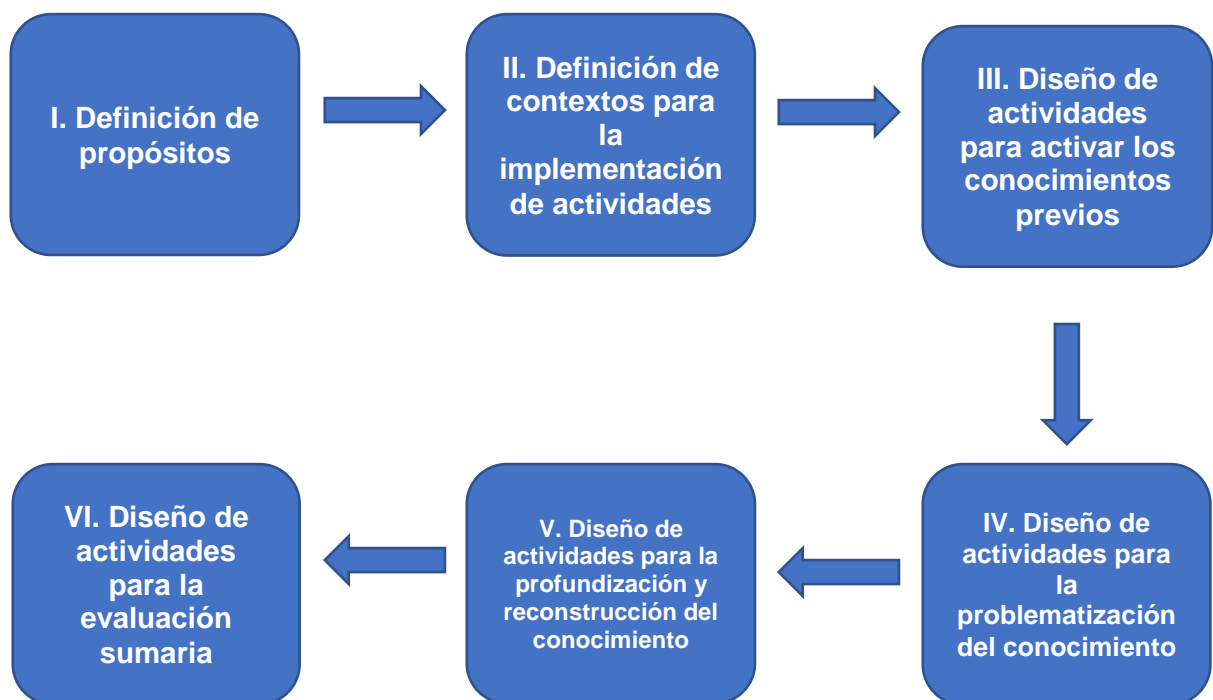 I. Definición de
propósitos
II. Definición de
contextos para
la
implementación
de actividades
III. Diseño de
actividades
para activar los
conocimientos
previos
IV. Diseño de
actividades para
la
problematización
del conocimiento
V. Diseño de
actividades para la
profundización y
reconstrucción del
conocimiento
VI. Diseño de
actividades
para la
evaluación
sumaria